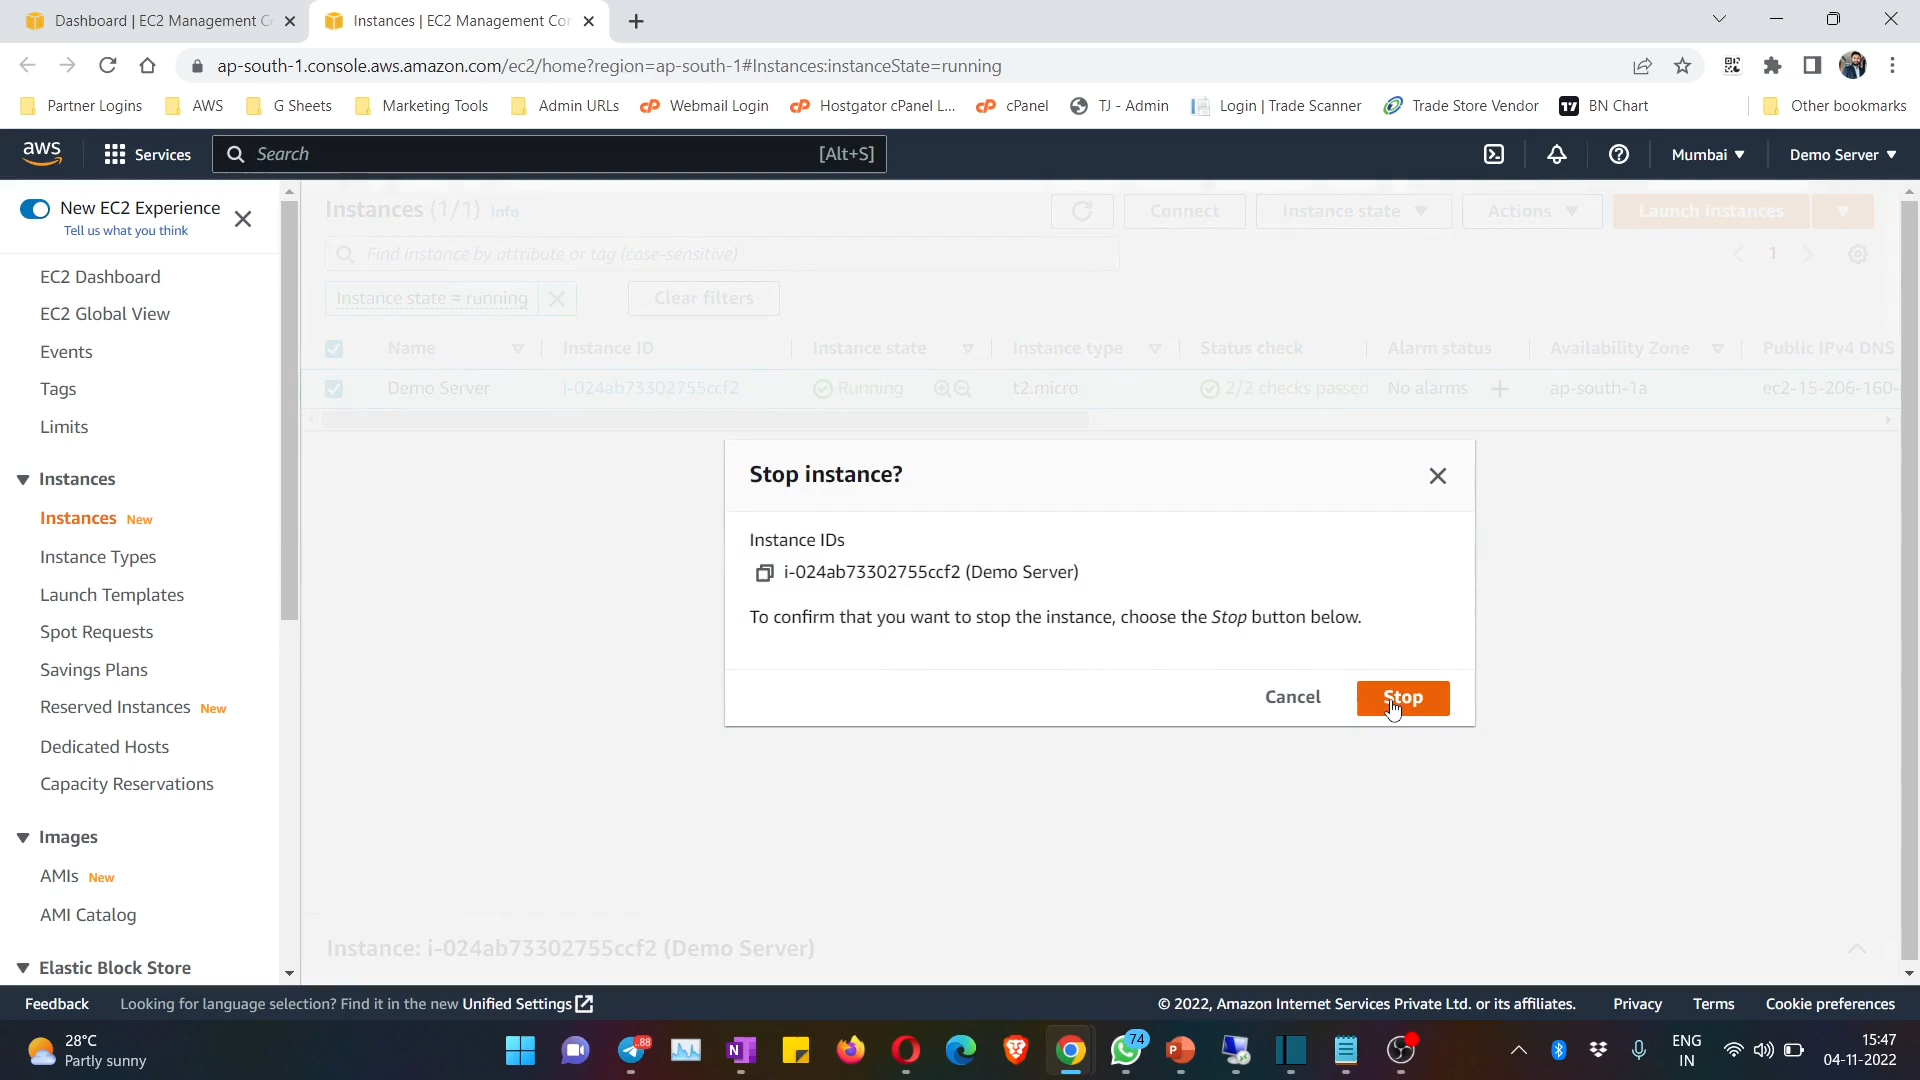 Dashboard | EC2 Management C
Instances | EC2 Management Con
ap-south-1.console.aws.amazon.com/ec2/home?region=ap-south-1#Instances:instanceState=running
Partner Logins
AWS
G Sheets
Marketing Tools
Admin URLs
cP Webmail Login
cP Hostgator cPanel L...
cP cPanel
TJ - Admin
Login | Trade Scanner
Trade Store Vendor
BN Chart
Other bookmarks
aws
Services
Search
[Alt+S]
Mumbai
Demo Server
New EC2 Experience
Tell us what you think
EC2 Dashboard
EC2 Global View
Events
Tags
Limits
Instances
Instances New
Instance Types
Launch Templates
Spot Requests
Savings Plans
Reserved Instances New
Dedicated Hosts
Capacity Reservations
Images
AMIs New
AMI Catalog
Elastic Block Store
Instances (1/1) Info
Connect
Instance state
Actions
Launch instances
Find instance by attribute or tag (case-sensitive)
1
Instance state = running
Clear filters
Name
Instance ID
Instance state
Instance type
Status check
Alarm status
Availability Zone
Public IPv4 DNS
Demo Server
i-024ab73302755ccf2
Running
t2.micro
2/2 checks passed
No alarms
ap-south-1a
ec2-15-206-160-
Stop instance?
Instance IDs
i-024ab73302755ccf2 (Demo Server)
To confirm that you want to stop the instance, choose the Stop button below.
Cancel
Stop
Instance: i-024ab73302755ccf2 (Demo Server)
Feedback
Looking for language selection? Find it in the new Unified Settings
© 2022, Amazon Internet Services Private Ltd. or its affiliates.
Privacy
Terms
Cookie preferences
28°C
Partly sunny
..88
N
74
P
ENG
IN
15:47
04-11-2022